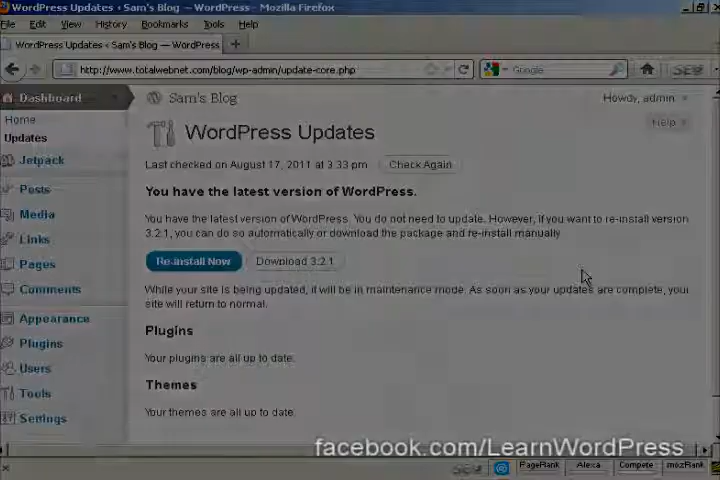 WordPress Updates ‹ Sam's Blog — WordPress - Mozilla Firefox
File Edit View History Bookmarks Tools Help
WordPress Updates ‹ Sam's Blog — WordPress +
http://www.totalwebnet.com/blog/wp-admin/update-core.php Google
Dashboard
Sam's Blog
Howdy, admin
Home
Help
Updates
WordPress Updates
Jetpack
Last checked on August 17, 2011 at 3:33 pm. Check Again
Posts
You have the latest version of WordPress.
Media
You have the latest version of WordPress. You do not need to update. However, if you want to re-install version
3.2.1, you can do so automatically or download the package and re-install manually:
Links
Pages
Re-install Now Download 3.2.1
Comments
While your site is being updated, it will be in maintenance mode. As soon as your updates are complete, your
site will return to normal.
Appearance
Plugins
Plugins
Your plugins are all up to date.
Users
Themes
Tools
Your themes are all up to date.
Settings
facebook.com/LearnWordPress
PageRank Alexa Compete mozRank